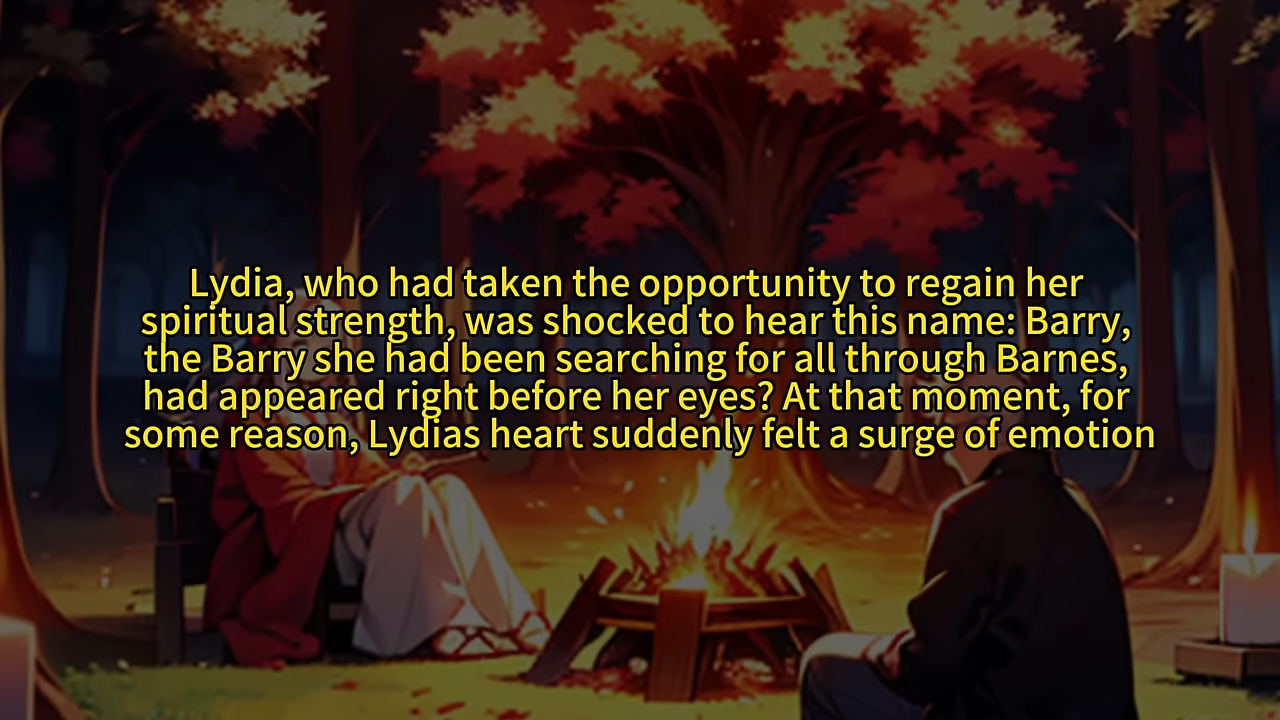 Lydia, who had taken the opportunity to regain her
spiritual strength, was shocked to hear this name: Barry,
the Barry she had been searching for all through Barnes,
had appeared right before her eyes? At that moment, for
some reason, Lydias heart suddenly felt a surge of emotion